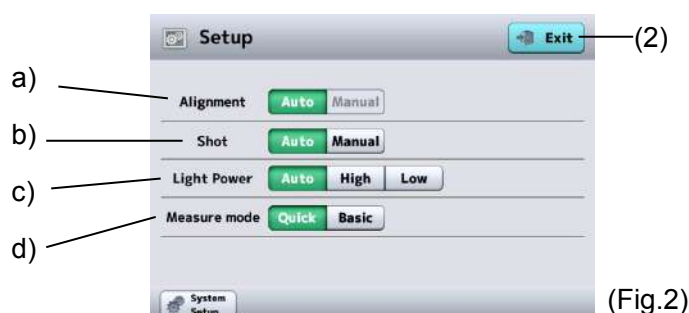 Setup Exit (2)
a) Alignment Auto Manual
b) Shot Auto Manual
c) Light Power Auto High Low
d) Measure mode Quick Basic
System
Setup
(Fig.2)